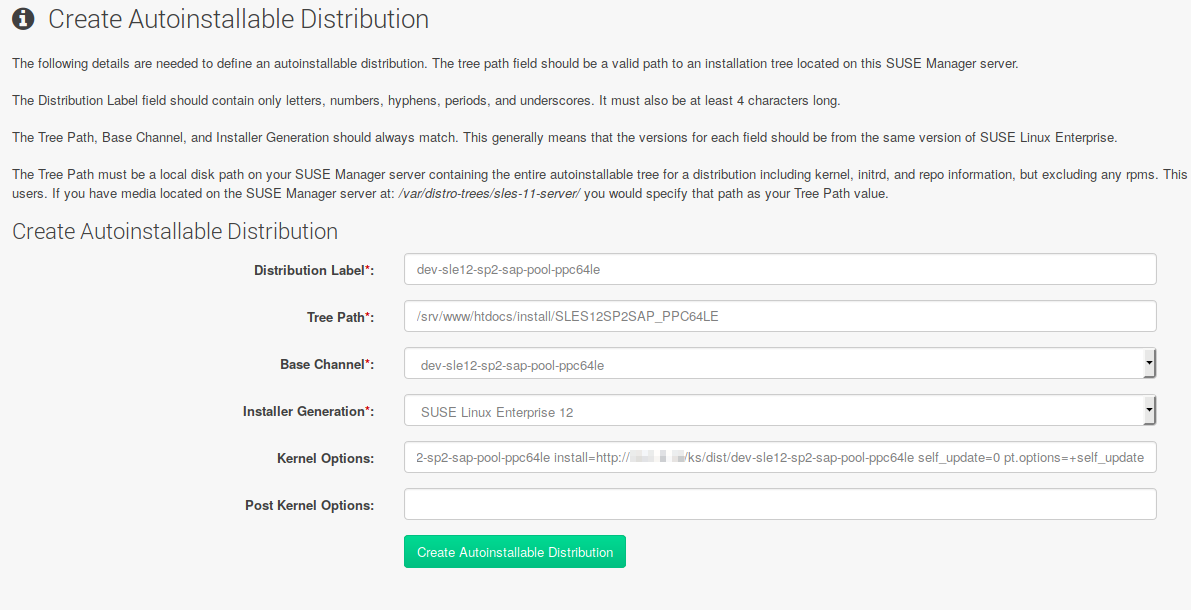 Create Autoinstallable Distribution
The following details are needed to define an autoinstallable distribution. The tree path field should be a valid path to an installation tree located on this SUSE Manager server.
The Distribution Label field should contain only letters, numbers, hyphens, periods, and underscores. It must also be at least 4 characters long.
The Tree Path, Base Channel, and Installer Generation should always match. This generally means that the versions for each field should be from the same version of SUSE Linux Enterprise.
The Tree Path must be a local disk path on your SUSE Manager server containing the entire autoinstallable tree for a distribution including kernel, initrd, and repo information, but excluding any rpms. This
users. If you have media located on the SUSE Manager server at: /var/distro-trees/sles-11-server/ you would specify that path as your Tree Path value.
Create Autoinstallable Distribution
Distribution Label*: dev-sle12-sp2-sap-pool-ppc64le
Tree Path*: /srv/www/htdocs/install/SLES12SP2SAP_PPC64LE
Base Channel*: dev-sle12-sp2-sap-pool-ppc64le
Installer Generation*: SUSE Linux Enterprise 12
Kernel Options: 2-sp2-sap-pool-ppc64le install=http:// /ks/dist/dev-sle12-sp2-sap-pool-ppc64le self_update=0 pt.options=+self_update
Post Kernel Options:
Create Autoinstallable Distribution